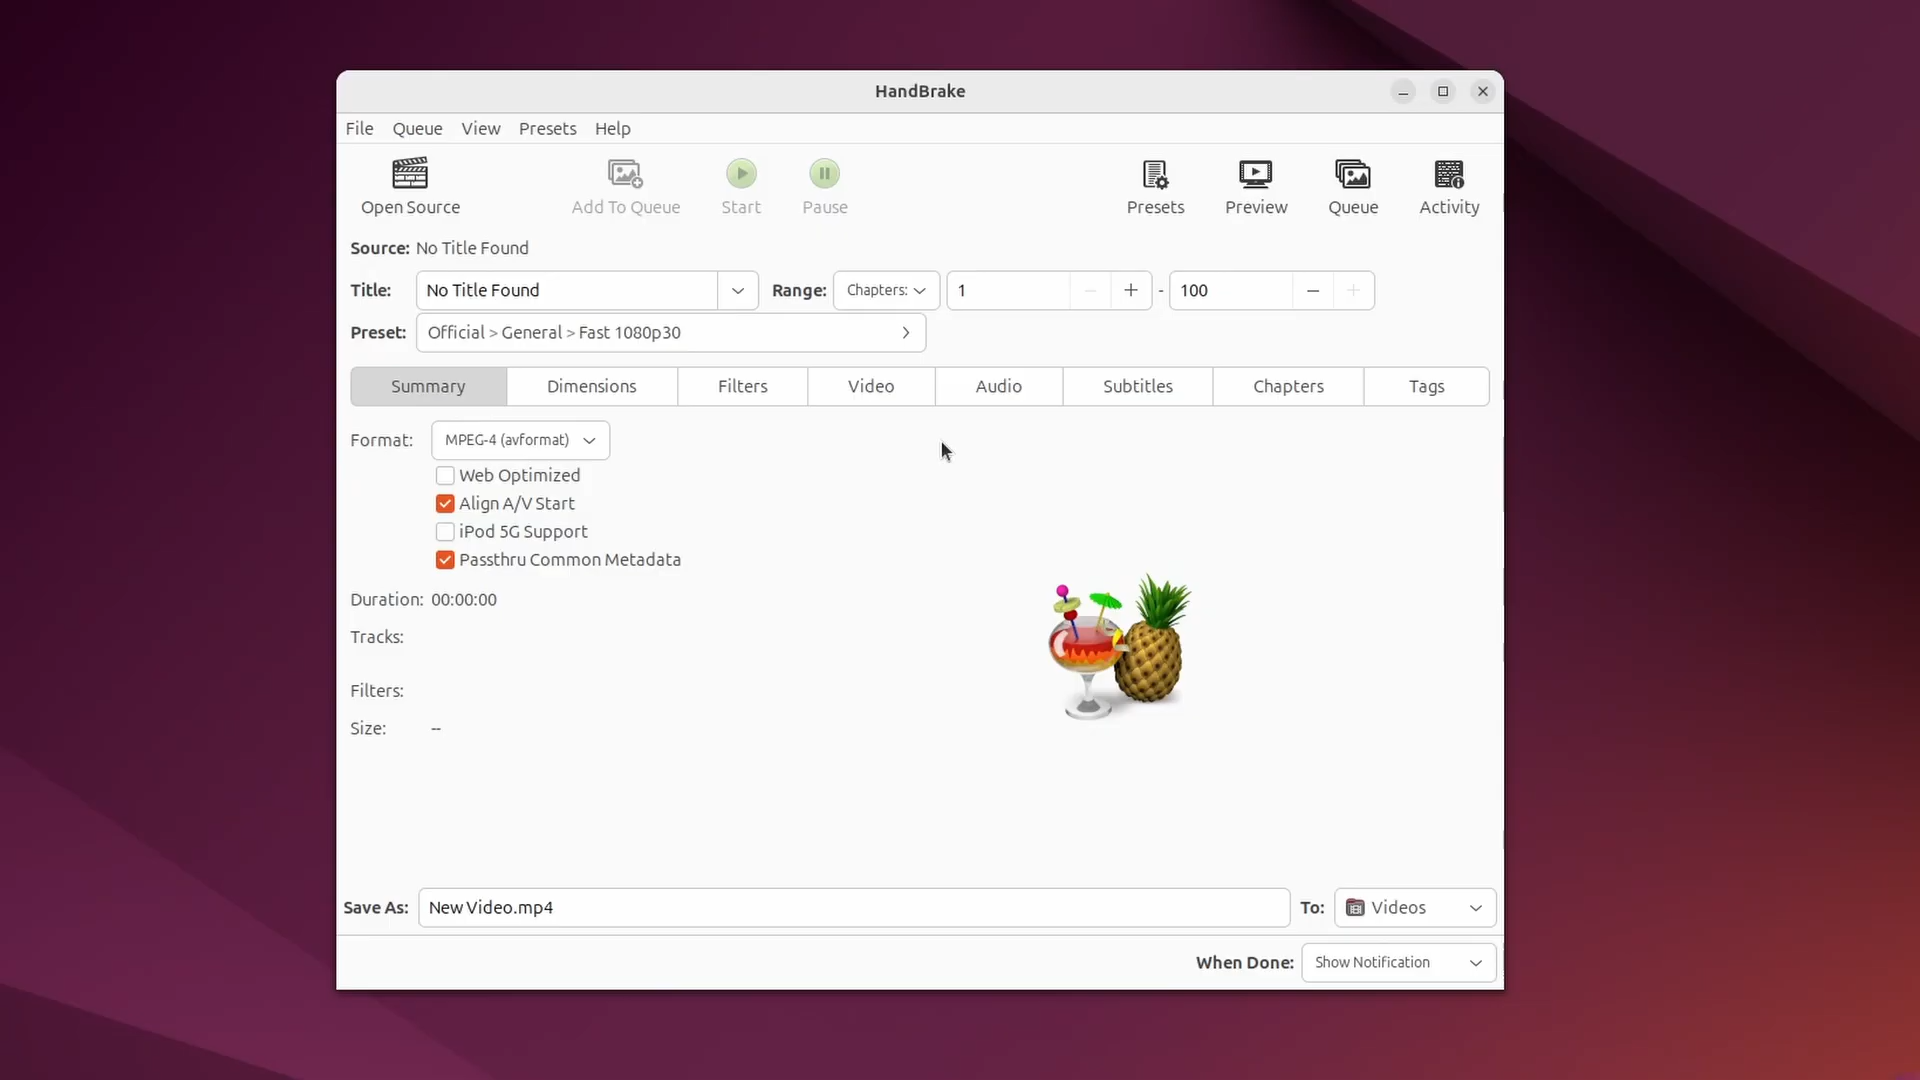 HandBrake
File Queue View Presets Help
Open Source Add To Queue Start Pause Presets Preview Queue Activity
Source: No Title Found
Title: No Title Found Range: Chapters: 1 - 100
Preset: Official > General > Fast 1080p30
Summary Dimensions Filters Video Audio Subtitles Chapters Tags
Format: MPEG-4 (avformat)
Web Optimized
Align A/V Start
iPod 5G Support
Passthru Common Metadata
Duration: 00:00:00
Tracks:
Filters:
Size: --
Save As: New Video.mp4 To: Videos
When Done: Show Notification